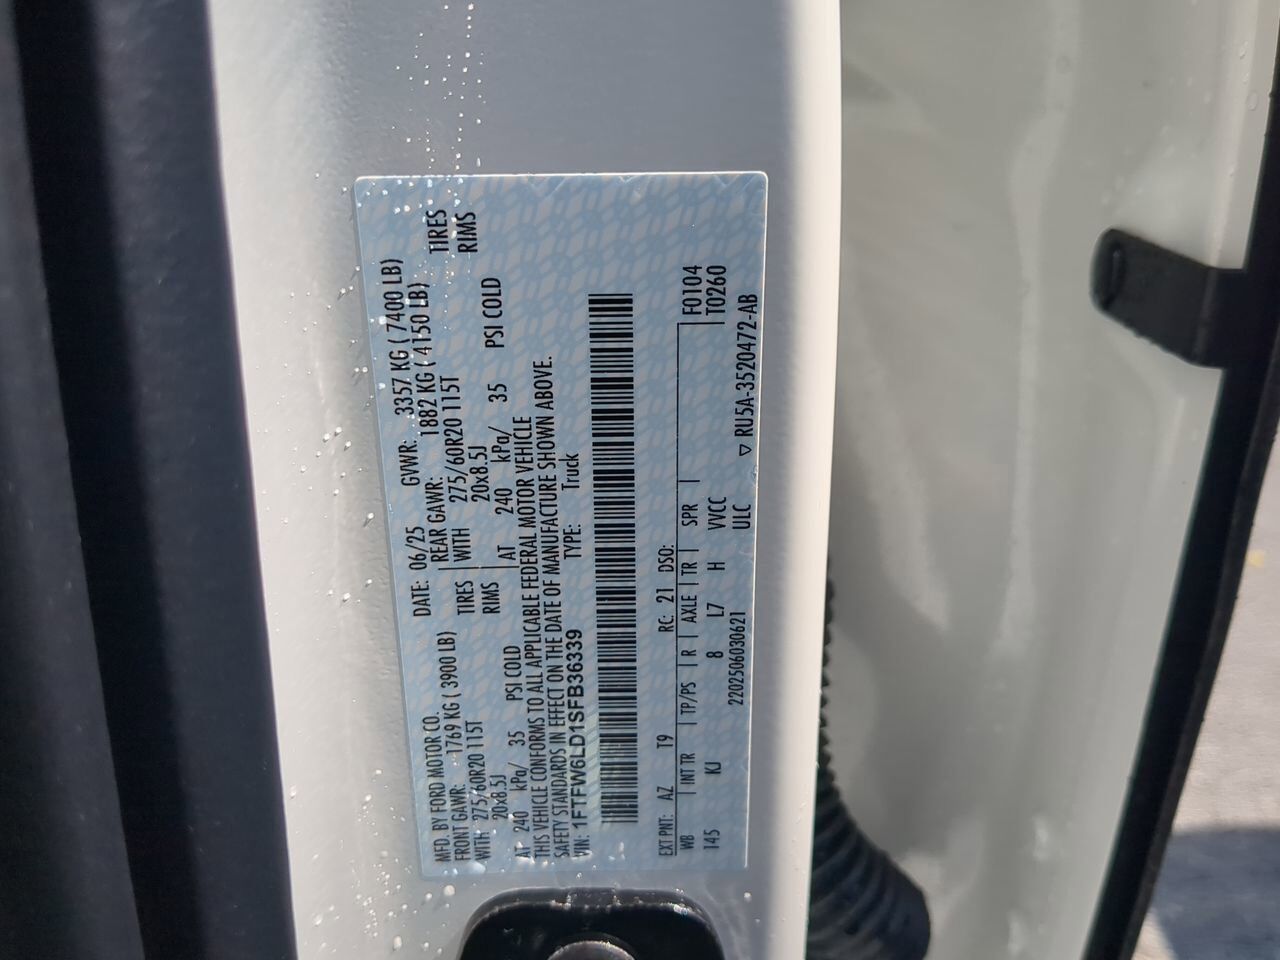 MFD. BY FORD MOTOR CO.
DATE: 06/25 GVWR: 3357 KG ( 7400 LB)
FRONT GAWR: 1769 KG ( 3900 LB) REAR GAWR: 1882 KG ( 4150 LB)
WITH 275/60R20 115T TIRES WITH 275/60R20 115T TIRES
20x8.5J RIMS 20x8.5J RIMS
AT 240 kPa/ 35 PSI COLD AT 240 kPa/ 35 PSI COLD
THIS VEHICLE CONFORMS TO ALL APPLICABLE FEDERAL MOTOR VEHICLE
SAFETY STANDARDS IN EFFECT ON THE DATE OF MANUFACTURE SHOWN ABOVE.
VIN: 1FTFW6LD1SFB36339 TYPE: Truck
EXT PNT: AZ T9 RC: 21 DSO: F0104
WB INT TR TP/PS R AXLE TR SPR T0260
145 KJ 8 L7 H VVCC
2202506030621 ULC ▽ RU5A-3520472-AB